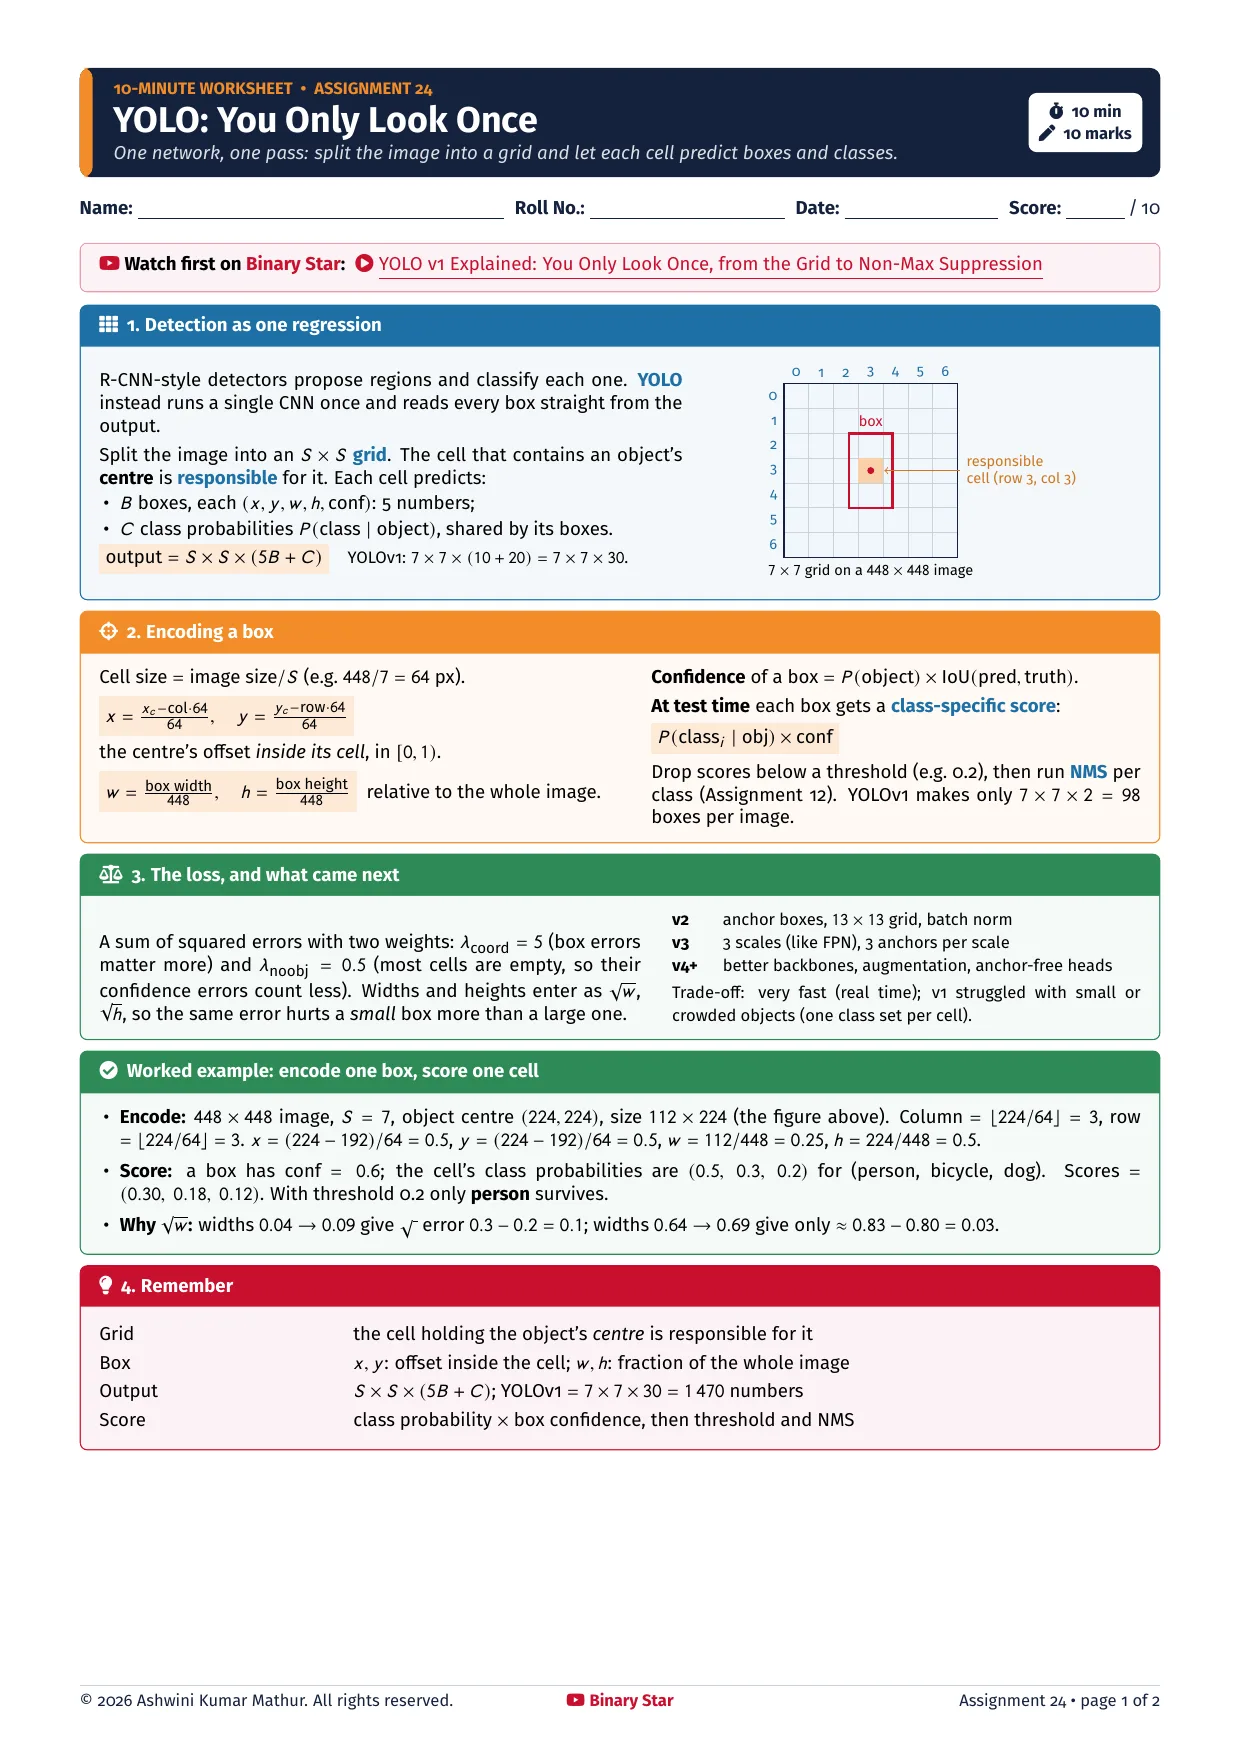 10-MINUTE WORKSHEET • ASSIGNMENT 24
YOLO: You Only Look Once
One network, one pass: split the image into a grid and let each cell predict boxes and classes.
10 min
10 marks
Name: Roll No.: Date: Score: / 10
Watch first on Binary Star: YOLO v1 Explained: You Only Look Once, from the Grid to Non-Max Suppression
1. Detection as one regression
R-CNN-style detectors propose regions and classify each one. YOLO
instead runs a single CNN once and reads every box straight from the
output.
Split the image into an S × S grid. The cell that contains an object's
centre is responsible for it. Each cell predicts:
• B boxes, each (x, y, w, h, conf): 5 numbers;
• C class probabilities P(class | object), shared by its boxes.
output = S × S × (5B + C) YOLOv1: 7 × 7 × (10 + 20) = 7 × 7 × 30.
0 1 2 3 4 5 6
0
1
2
3
4
5
6
box
responsible
cell (row 3, col 3)
7 × 7 grid on a 448 × 448 image
2. Encoding a box
Cell size = image size/S (e.g. 448/7 = 64 px).
x = (x_c−col·64)/64, y = (y_c−row·64)/64
the centre's offset inside its cell, in [0, 1).
w = box width/448, h = box height/448 relative to the whole image.
Confidence of a box = P(object) × IoU(pred, truth).
At test time each box gets a class-specific score:
P(class_i | obj) × conf
Drop scores below a threshold (e.g. 0.2), then run NMS per
class (Assignment 12). YOLOv1 makes only 7 × 7 × 2 = 98
boxes per image.
3. The loss, and what came next
A sum of squared errors with two weights: λ_coord = 5 (box errors
matter more) and λ_noobj = 0.5 (most cells are empty, so their
confidence errors count less). Widths and heights enter as √w,
√h, so the same error hurts a small box more than a large one.
v2 anchor boxes, 13 × 13 grid, batch norm
v3 3 scales (like FPN), 3 anchors per scale
v4+ better backbones, augmentation, anchor-free heads
Trade-off: very fast (real time); v1 struggled with small or
crowded objects (one class set per cell).
Worked example: encode one box, score one cell
• Encode: 448 × 448 image, S = 7, object centre (224, 224), size 112 × 224 (the figure above). Column = ⌊224/64⌋ = 3, row
= ⌊224/64⌋ = 3. x = (224 − 192)/64 = 0.5, y = (224 − 192)/64 = 0.5, w = 112/448 = 0.25, h = 224/448 = 0.5.
• Score: a box has conf = 0.6; the cell's class probabilities are (0.5, 0.3, 0.2) for (person, bicycle, dog). Scores =
(0.30, 0.18, 0.12). With threshold 0.2 only person survives.
• Why √w: widths 0.04 → 0.09 give √ error 0.3 − 0.2 = 0.1; widths 0.64 → 0.69 give only ≈ 0.83 − 0.80 = 0.03.
4. Remember
Grid the cell holding the object's centre is responsible for it
Box x, y: offset inside the cell; w, h: fraction of the whole image
Output S × S × (5B + C); YOLOv1 = 7 × 7 × 30 = 1 470 numbers
Score class probability × box confidence, then threshold and NMS
© 2026 Ashwini Kumar Mathur. All rights reserved. Binary Star Assignment 24 • page 1 of 2